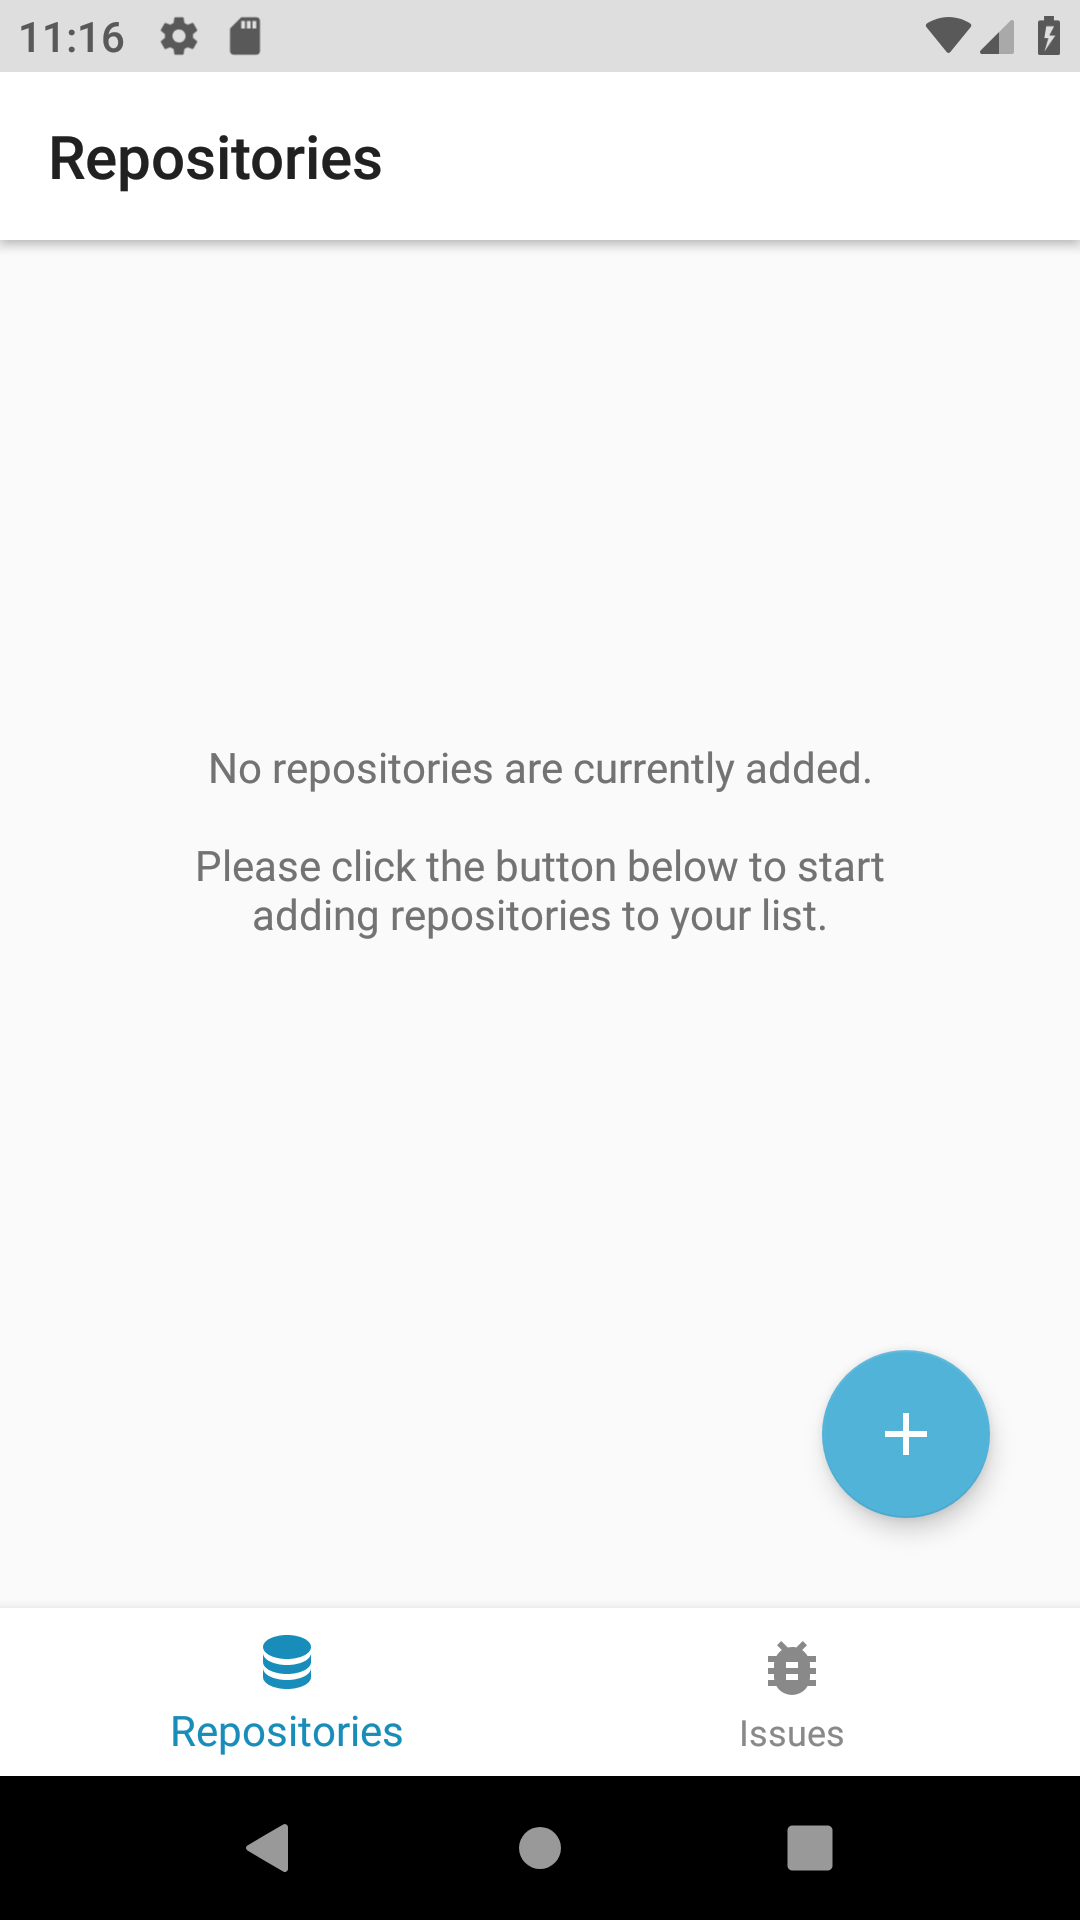 11:16
Repositories
No repositories are currently added.
Please click the button below to start
adding repositories to your list.
Repositories
Issues